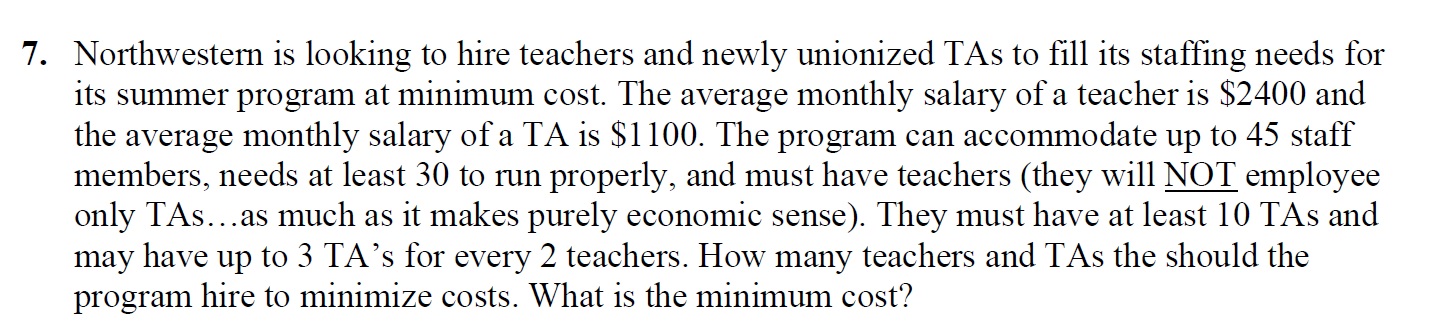 7. Northwestern is looking to hire teachers and newly unionized TAs to fill its staffing needs for
its summer program at minimum cost. The average monthly salary of a teacher is $2400 and
the average monthly salary of a TA is $1100. The program can accommodate up to 45 staff
members, needs at least 30 to run properly, and must have teachers (they will NOT employee
only TAs…as much as it makes purely economic sense). They must have at least 10 TAs and
may have up to 3 TA’s for every 2 teachers. How many teachers and TAs the should the
program hire to minimize costs. What is the minimum cost?